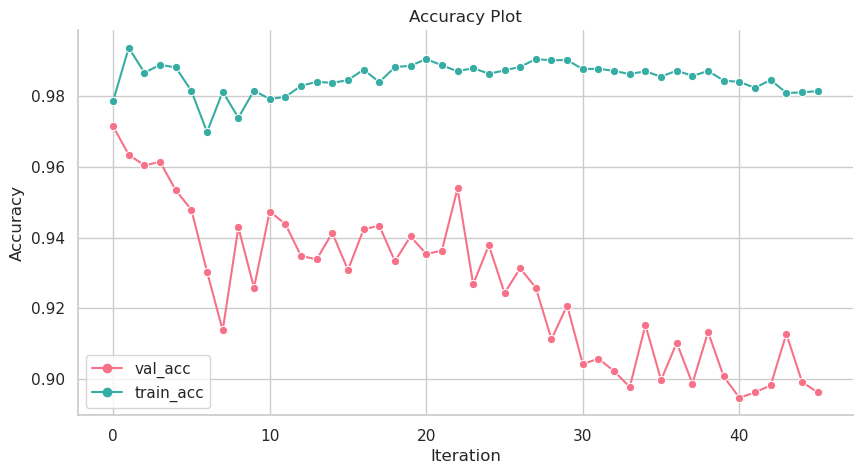 Accuracy Plot
Accuracy
0.98
0.96
0.94
0.92
0.90
val_acc
train_acc
0 10 20 30 40
Iteration